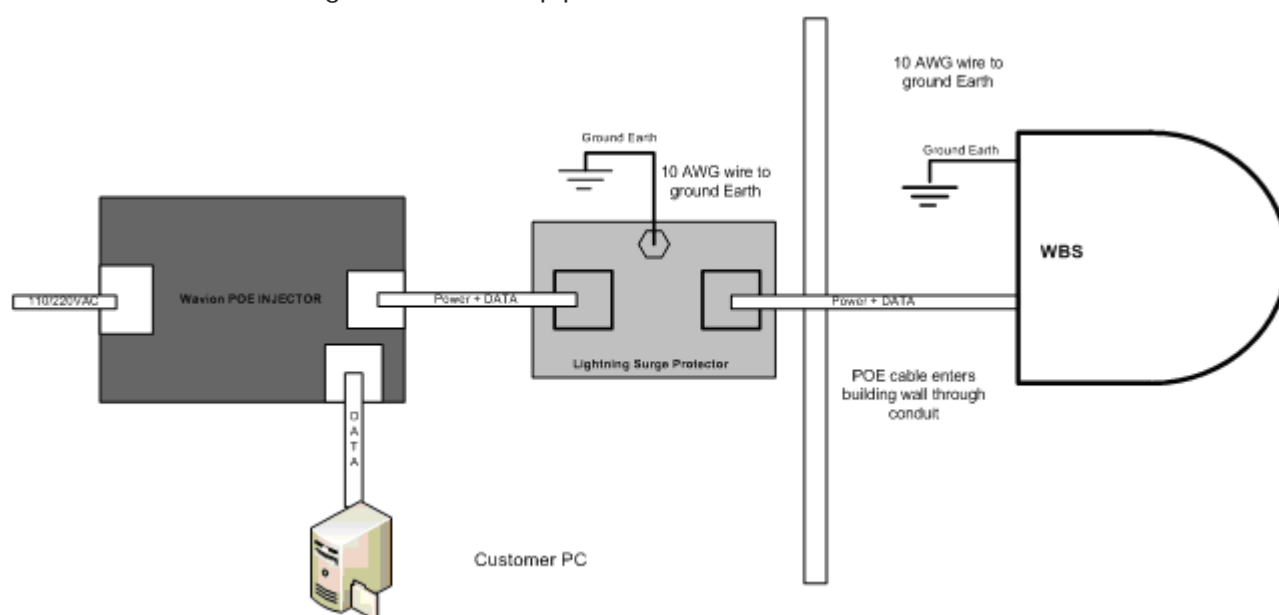 10 AWG wire to
ground Earth
Ground Earth
10 AWG wire to
ground Earth
Ground Earth
WBS
110/220VAC
Wavion POE INJECTOR
Power + DATA
Power + DATA
Lightning Surge Protector
POE cable enters
building wall through
conduit
DATA
Customer PC